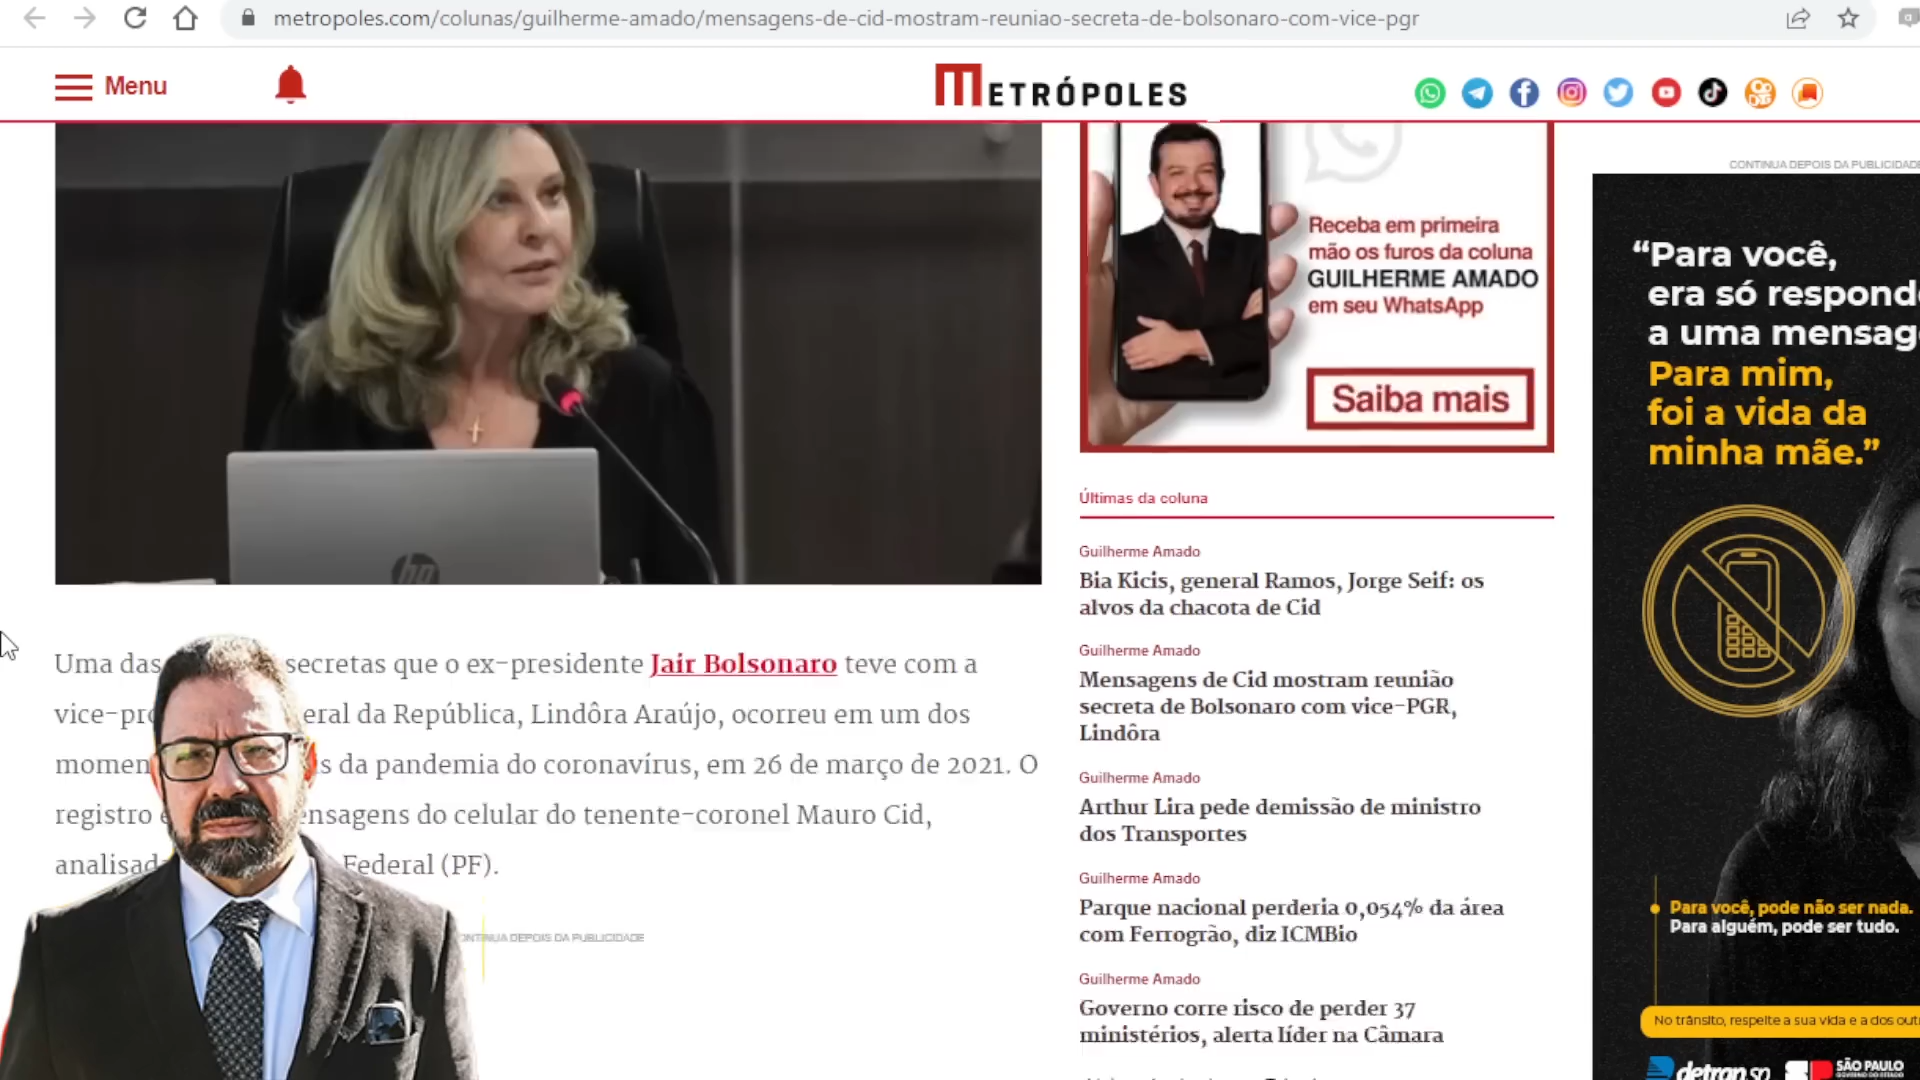 metropoles.com/colunas/guilherme-amado/mensagens-de-cid-mostram-reuniao-secreta-de-bolsonaro-com-vice-pgr
Menu
METRÓPOLES
hp
Uma das secretas que o ex-presidente Jair Bolsonaro teve com a
da República, Lindôra Araújo, ocorreu em um dos
da pandemia do coronavírus, em 26 de março de 2021. O
registro do celular do tenente-coronel Mauro Cid,
Federal (PF).
CONTINUA DEPOIS DA PUBLICIDADE
Receba em primeira
mão os furos da coluna
GUILHERME AMADO
em seu WhatsApp
Saiba mais
Últimas da coluna
Guilherme Amado
Bia Kicis, general Ramos, Jorge Seif: os
alvos da chacota de Cid
Guilherme Amado
Mensagens de Cid mostram reunião
secreta de Bolsonaro com vice-PGR,
Lindôra
Guilherme Amado
Arthur Lira pede demissão de ministro
dos Transportes
Guilherme Amado
Parque nacional perderia 0,054% da área
com Ferrogrão, diz ICMBio
Guilherme Amado
Governo corre risco de perder 37
ministérios, alerta líder na Câmara
CONTINUA DEPOIS DA PUBLICIDADE
“Para você,
era só respond
a uma mensag
Para mim,
foi a vida da
minha mãe.”
Para você, pode não ser nada.
Para alguém, pode ser tudo.
No trânsito, respeite a sua vida e a dos out
detran.sp
SÃO PAULO
GOVERNO DO ESTADO